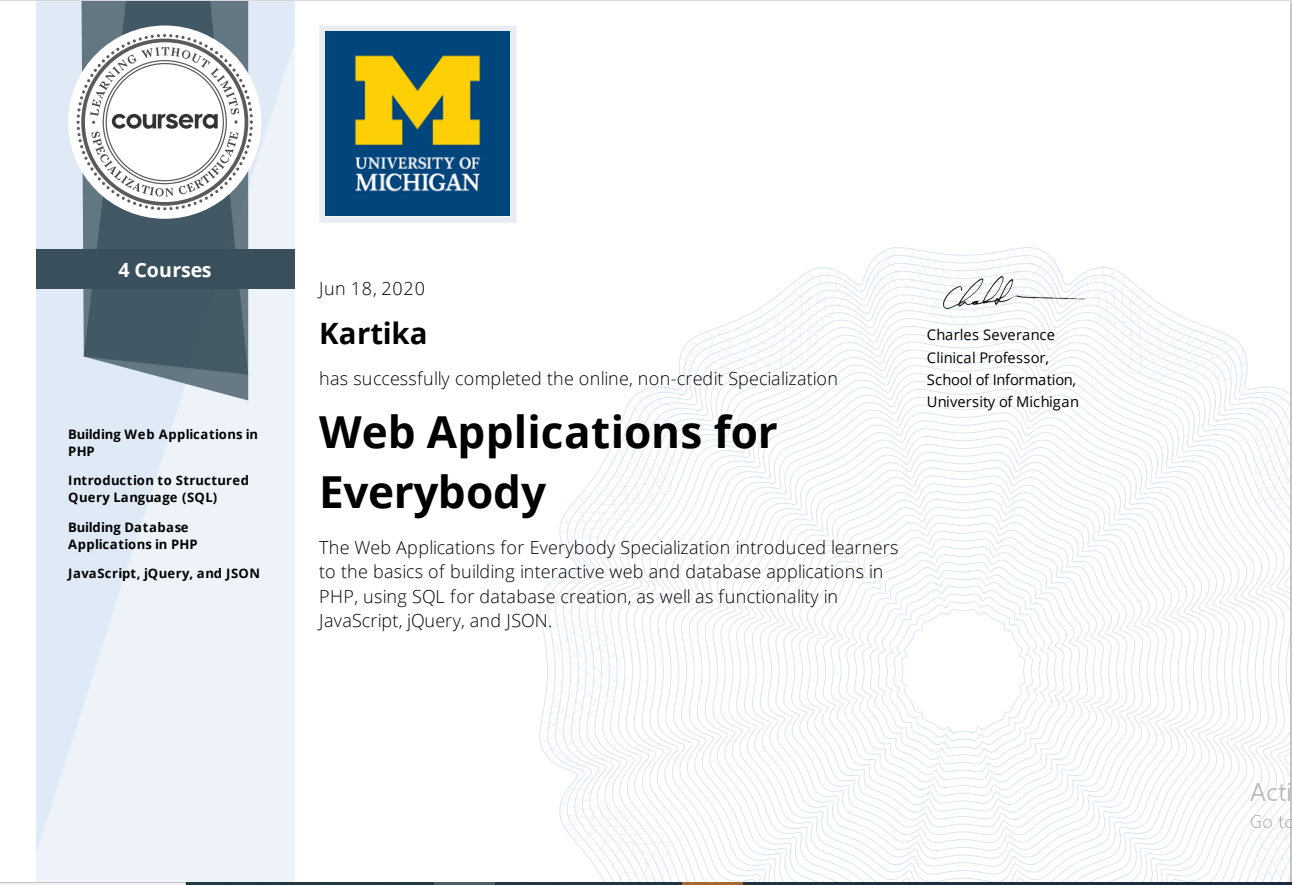 · LEARNING WITHOUT LIMITS ·
coursera
SPECIALIZATION CERTIFICATE
M
UNIVERSITY OF
MICHIGAN
4 Courses
Building Web Applications in
PHP
Introduction to Structured
Query Language (SQL)
Building Database
Applications in PHP
JavaScript, jQuery, and JSON
Jun 18, 2020
Kartika
has successfully completed the online, non-credit Specialization
Web Applications for
Everybody
The Web Applications for Everybody Specialization introduced learners
to the basics of building interactive web and database applications in
PHP, using SQL for database creation, as well as functionality in
JavaScript, jQuery, and JSON.
Charles Severance
Clinical Professor,
School of Information,
University of Michigan
Acti
Go to